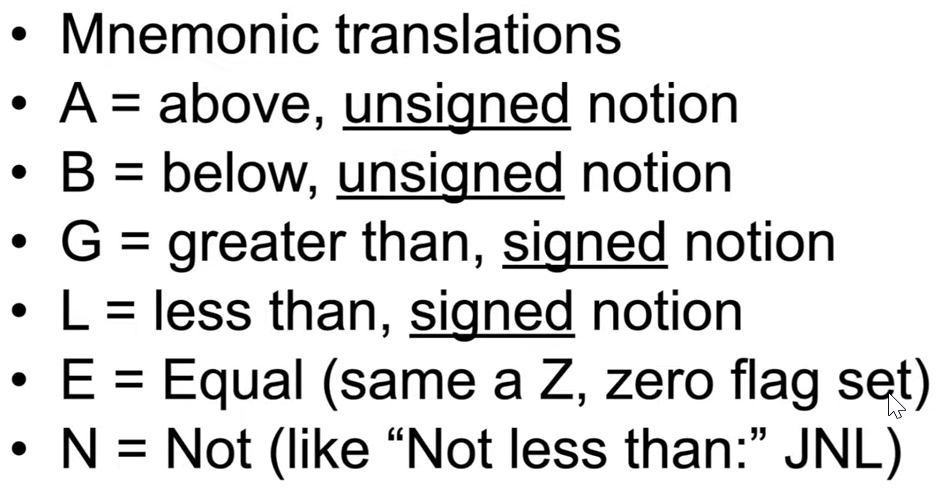 • Mnemonic translations
• A = above, unsigned notion
• B = below, unsigned notion
• G = greater than, signed notion
• L = less than, signed notion
• E = Equal (same a Z, zero flag set)
• N = Not (like “Not less than:” JNL)